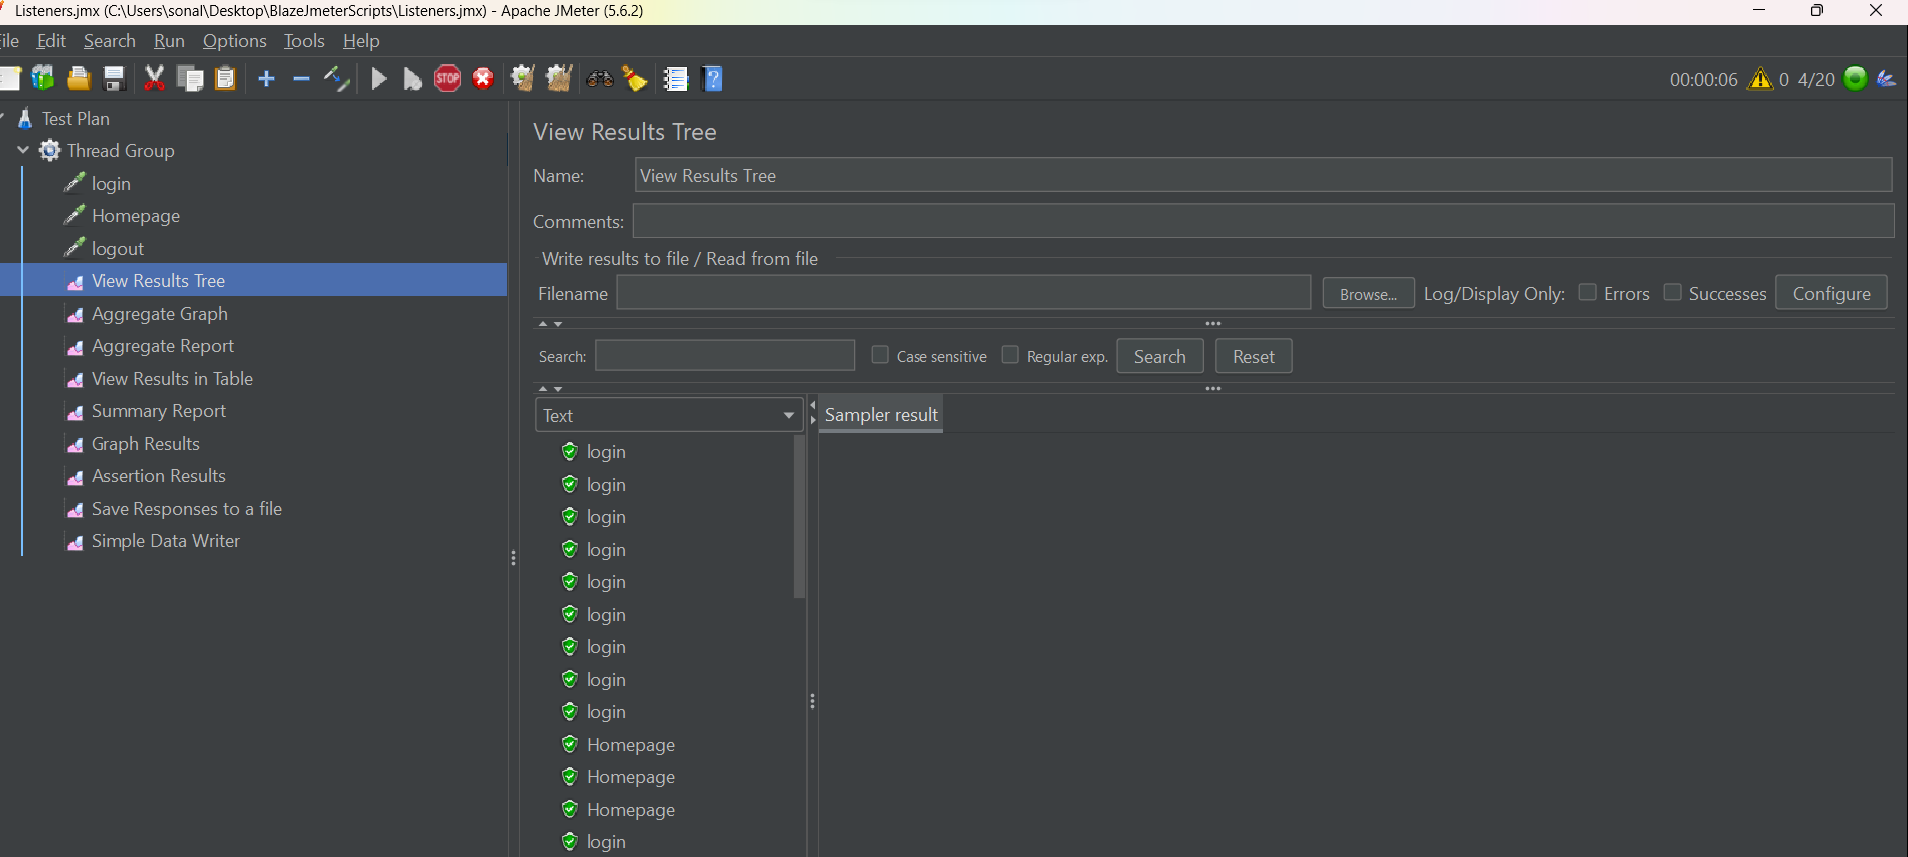 Listeners.jmx (C:\Users\sonal\Desktop\BlazeJmeterScripts\Listeners.jmx) - Apache JMeter (5.6.2)
ile Edit Search Run Options Tools Help
STOP ? 00:00:06 0 4/20
Test Plan
Thread Group
login
Homepage
logout
View Results Tree
Aggregate Graph
Aggregate Report
View Results in Table
Summary Report
Graph Results
Assertion Results
Save Responses to a file
Simple Data Writer
View Results Tree
Name: View Results Tree
Comments:
Write results to file / Read from file
Filename Browse... Log/Display Only: Errors Successes Configure
Search: Case sensitive Regular exp. Search Reset
Text Sampler result
login
login
login
login
login
login
login
login
login
Homepage
Homepage
Homepage
login